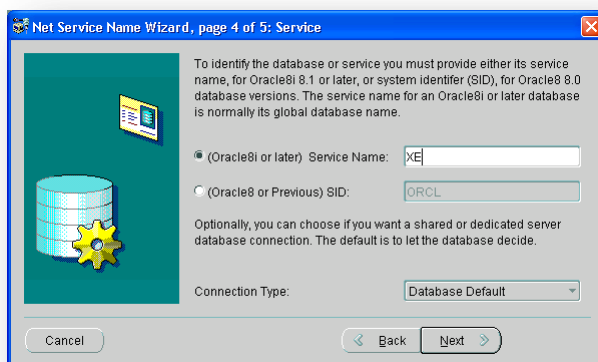 Net Service Name Wizard, page 4 of 5: Service
To identify the database or service you must provide either its service
name, for Oracle8i 8.1 or later, or system identifer (SID), for Oracle8 8.0
database versions. The service name for an Oracle8i or later database
is normally its global database name.
(Oracle8i or later) Service Name: XE
(Oracle8 or Previous) SID: ORCL
Optionally, you can choose if you want a shared or dedicated server
database connection. The default is to let the database decide.
Connection Type: Database Default
Cancel Back Next